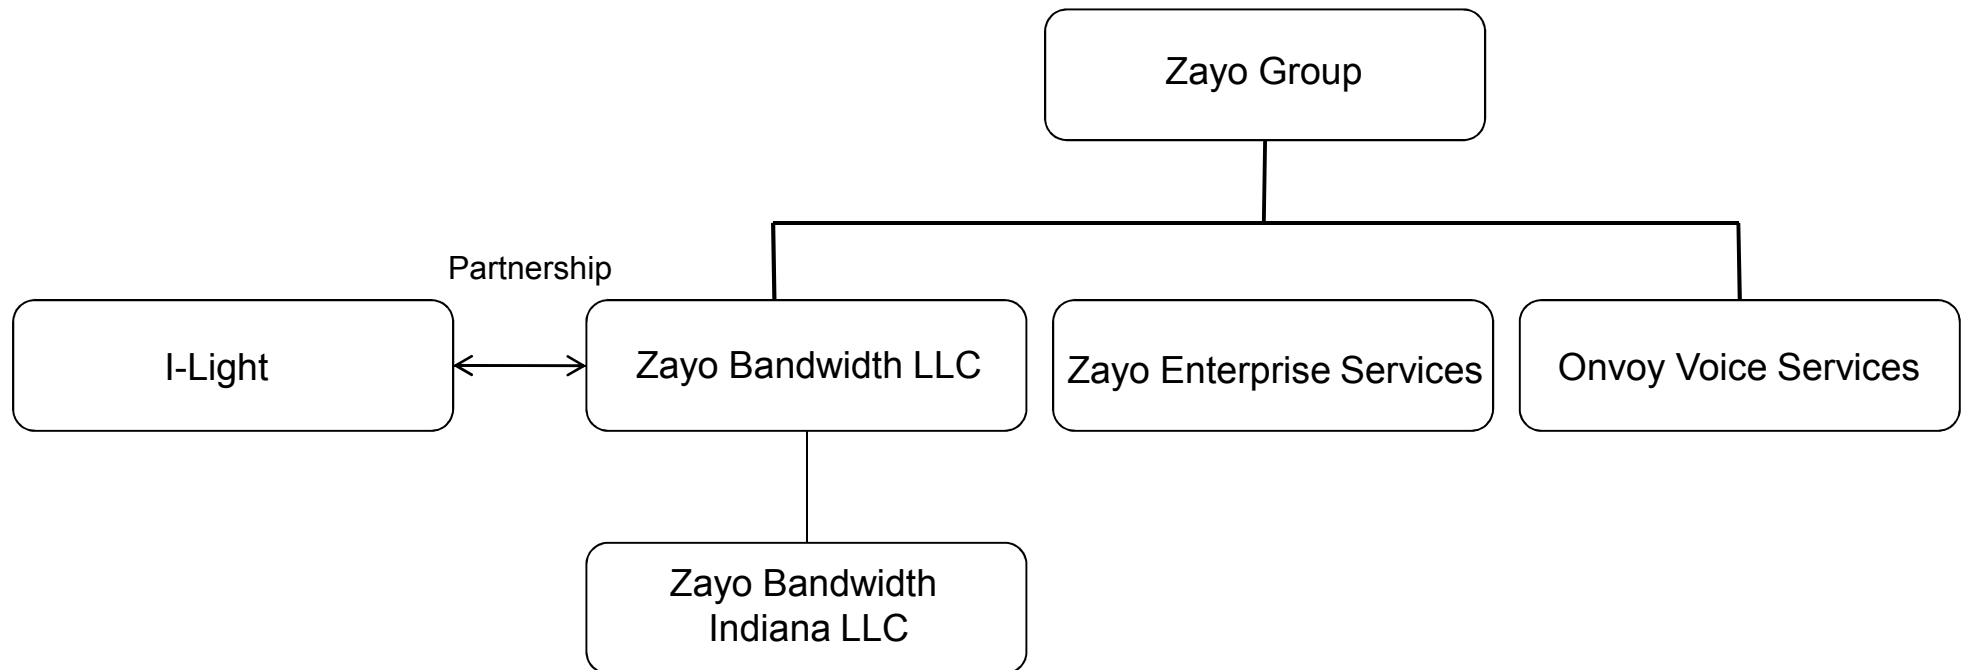 Zayo Group
Partnership
I-Light
Zayo Bandwidth LLC
Zayo Enterprise Services
Onvoy Voice Services
Zayo Bandwidth
Indiana LLC